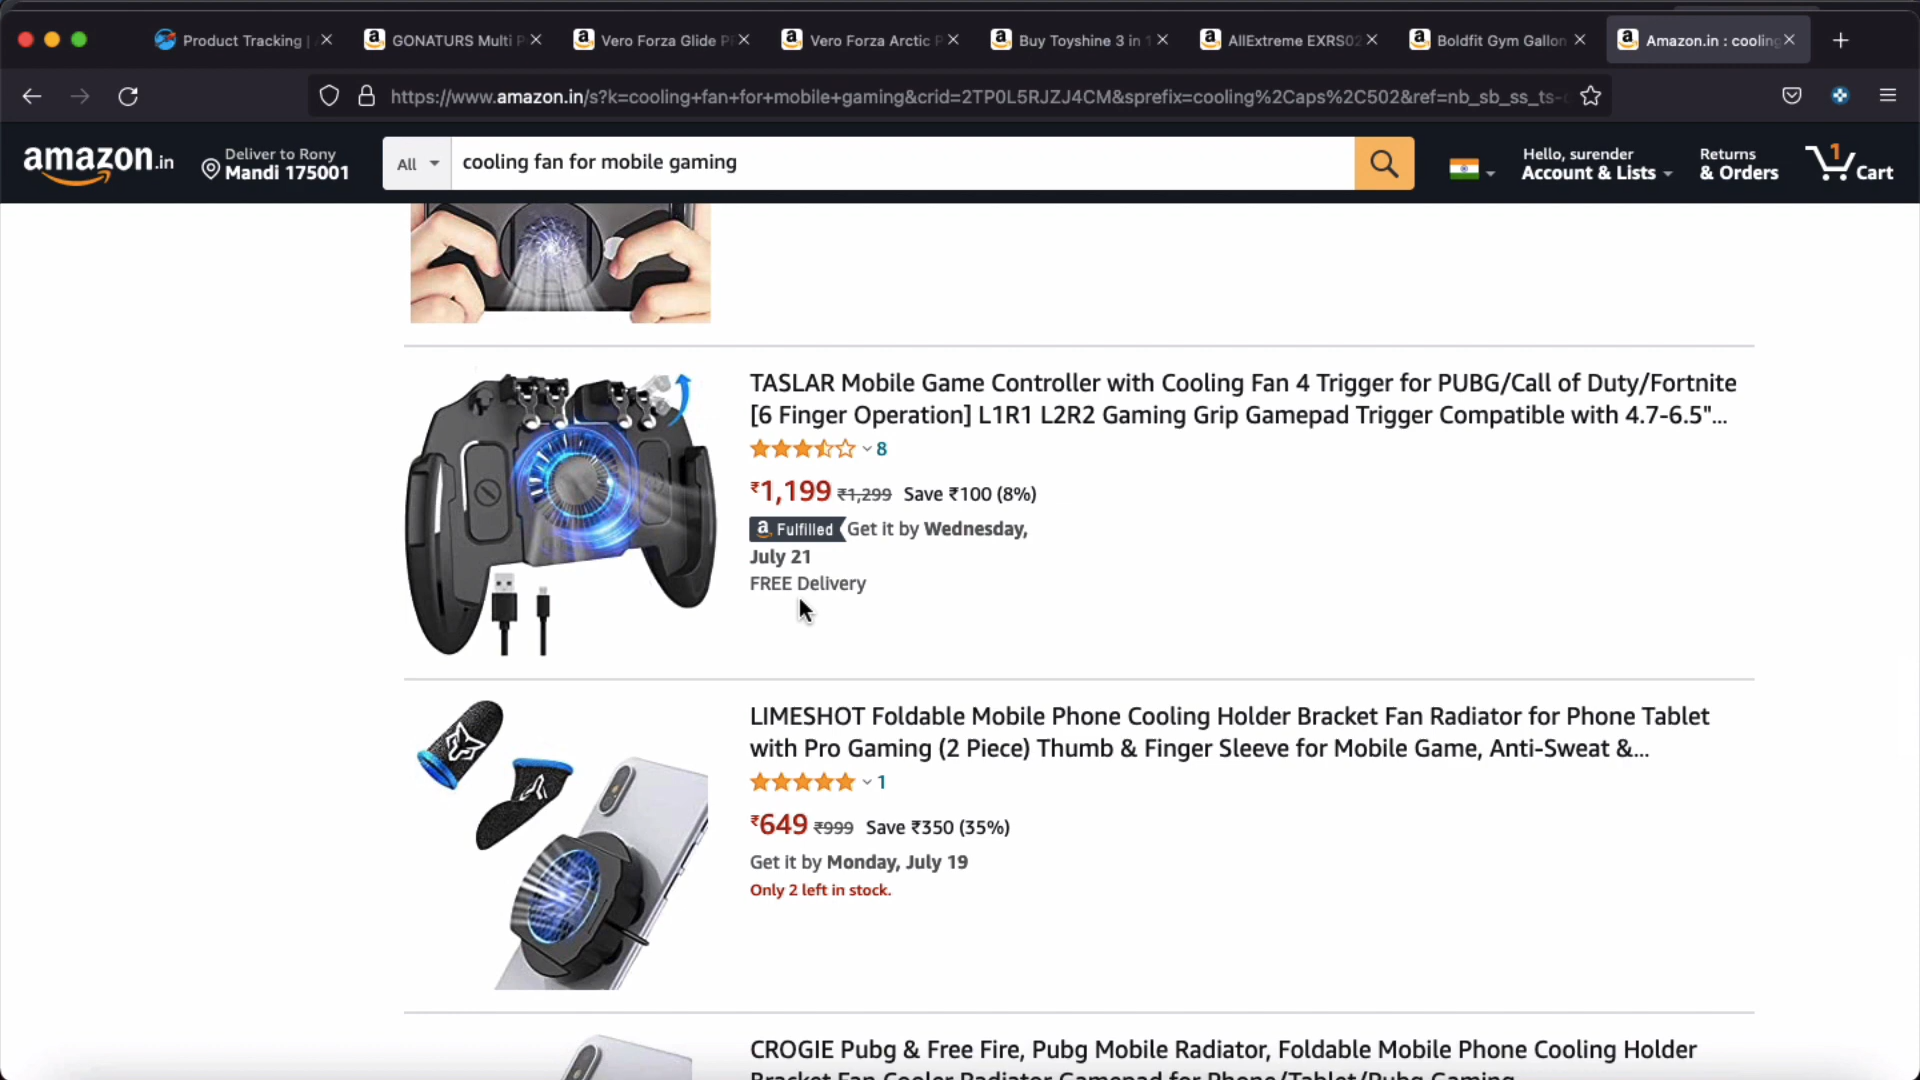 Product Tracking |
GONATURS Multi P
Vero Forza Glide P
Vero Forza Arctic P
Buy Toyshine 3 in 1
AllExtreme EXRS02
Boldfit Gym Gallon
Amazon.in : cooling
https://www.amazon.in/s?k=cooling+fan+for+mobile+gaming&crid=2TP0L5RJZJ4CM&sprefix=cooling%2Caps%2C502&ref=nb_sb_ss_ts-
amazon.in
Deliver to Rony
Mandi 175001
All
cooling fan for mobile gaming
Hello, surender
Account & Lists
Returns
& Orders
1
Cart
TASLAR Mobile Game Controller with Cooling Fan 4 Trigger for PUBG/Call of Duty/Fortnite
[6 Finger Operation] L1R1 L2R2 Gaming Grip Gamepad Trigger Compatible with 4.7-6.5"...
8
₹1,199 ₹1,299 Save ₹100 (8%)
a Fulfilled Get it by Wednesday,
July 21
FREE Delivery
LIMESHOT Foldable Mobile Phone Cooling Holder Bracket Fan Radiator for Phone Tablet
with Pro Gaming (2 Piece) Thumb & Finger Sleeve for Mobile Game, Anti-Sweat &...
1
₹649 ₹999 Save ₹350 (35%)
Get it by Monday, July 19
Only 2 left in stock.
CROGIE Pubg & Free Fire, Pubg Mobile Radiator, Foldable Mobile Phone Cooling Holder
Bracket Fan Cooler Radiator Gamepad for Phone/Tablet/Pubg Gaming